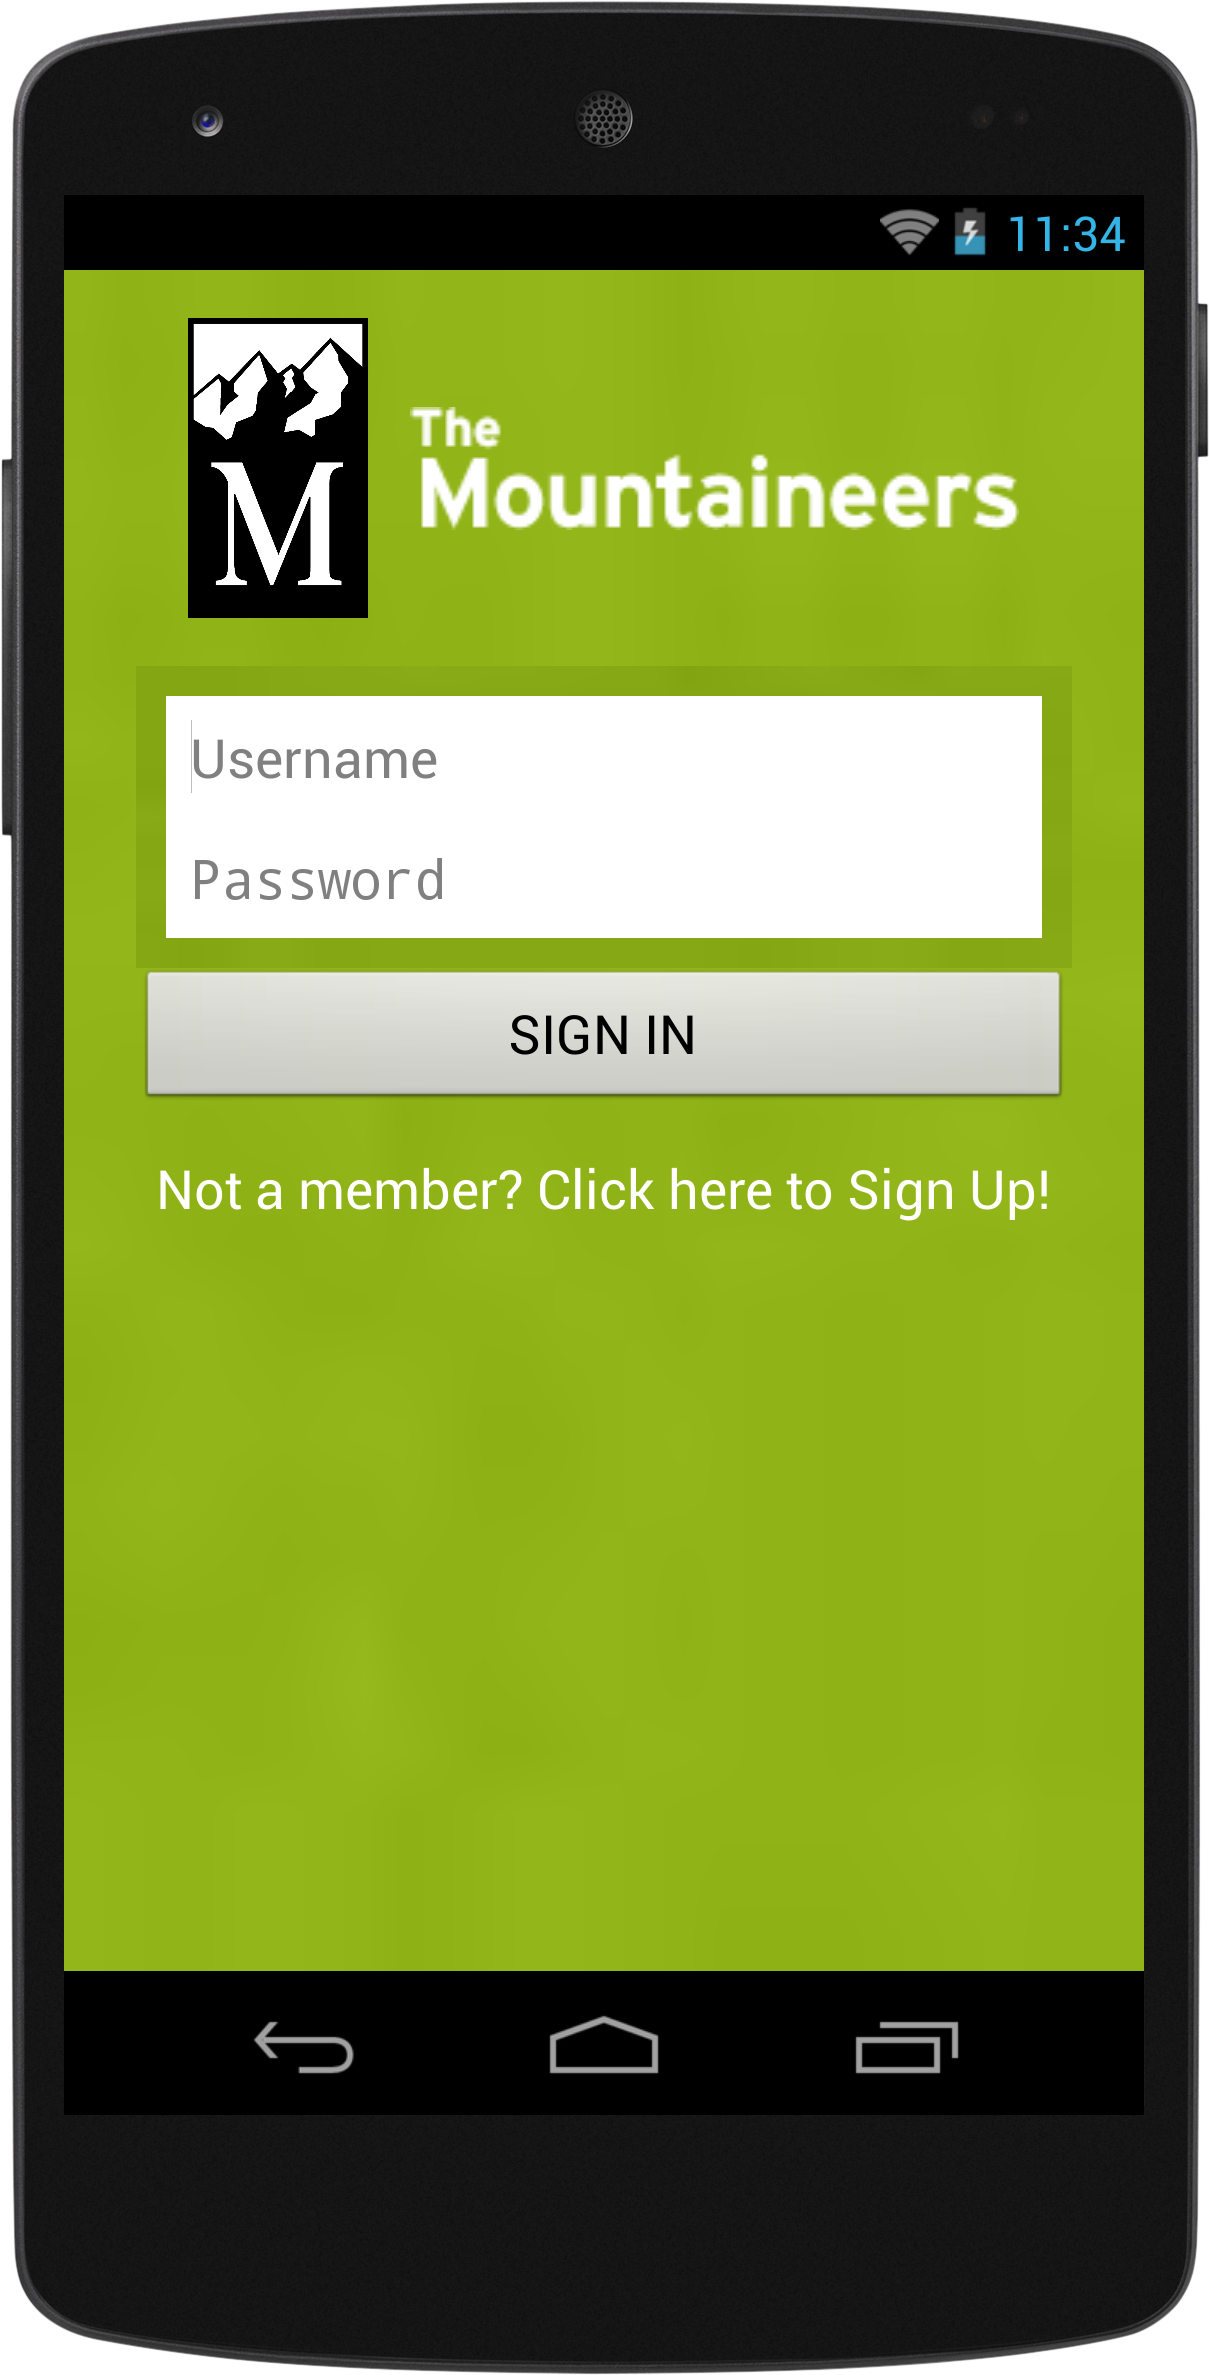 11:34
M
The
Mountaineers
Username
Password
SIGN IN
Not a member? Click here to Sign Up!